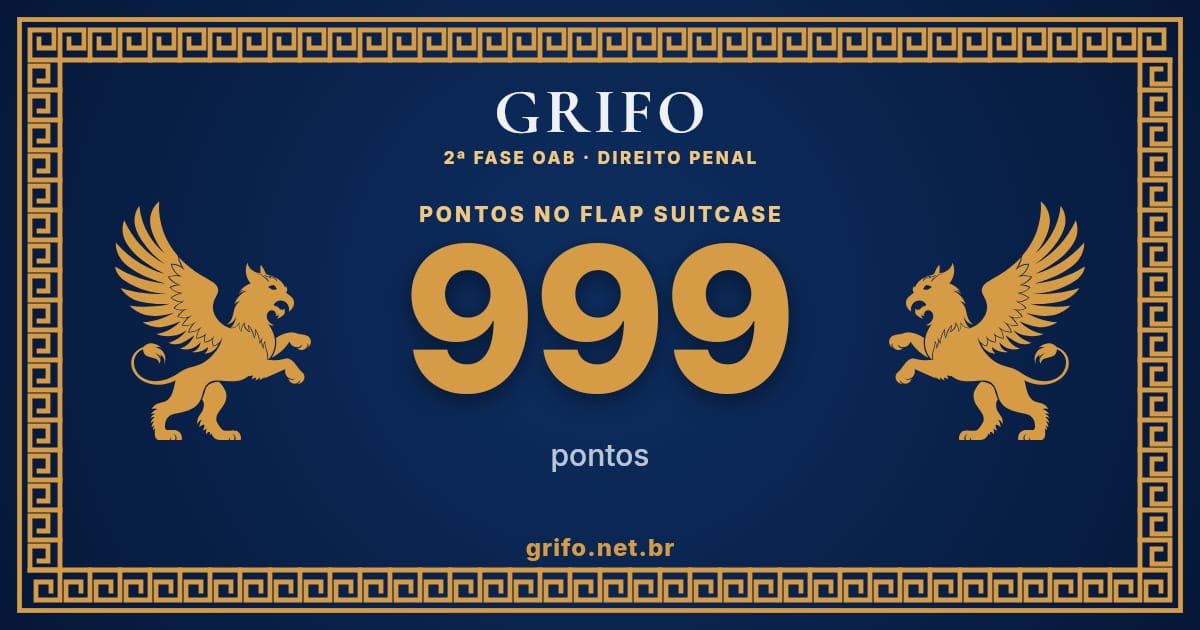 GRIFO
2ª FASE OAB · DIREITO PENAL
PONTOS NO FLAP SUITCASE
999
pontos
grifo.net.br